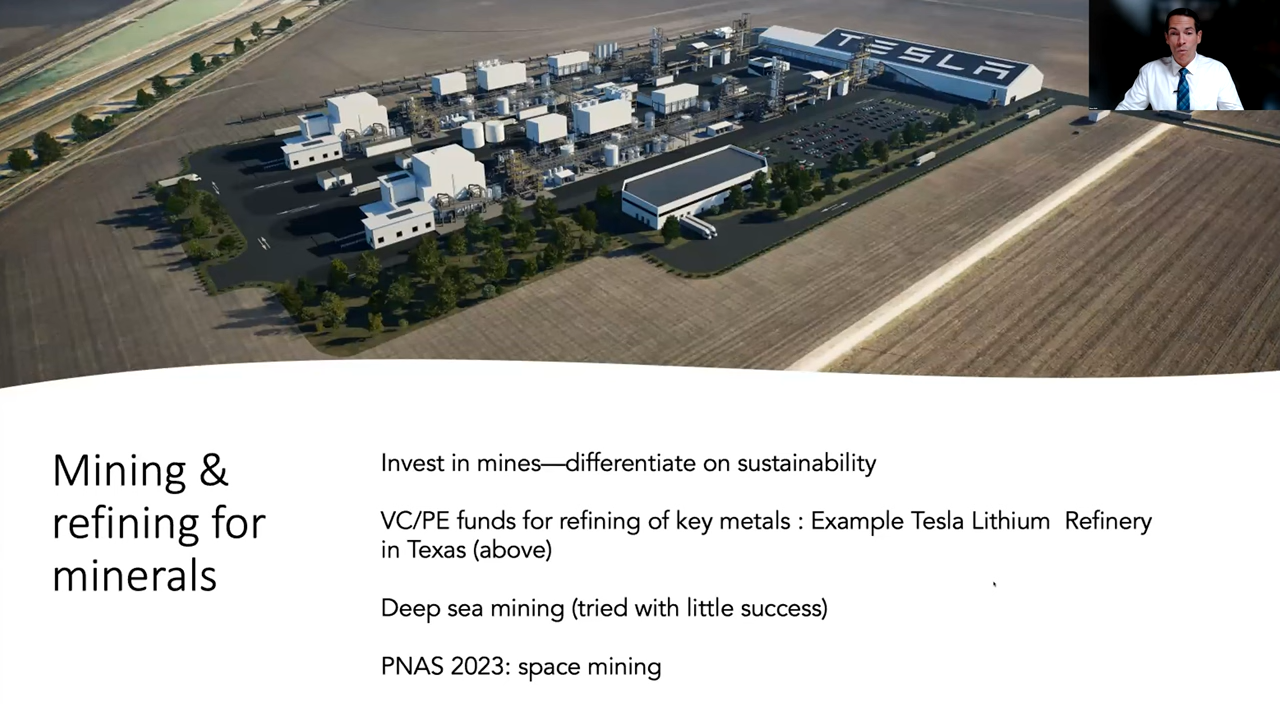 TESLA
Mining &
refining for
minerals
Invest in mines—differentiate on sustainability
VC/PE funds for refining of key metals : Example Tesla Lithium  Refinery
in Texas (above)
Deep sea mining (tried with little success)
PNAS 2023: space mining